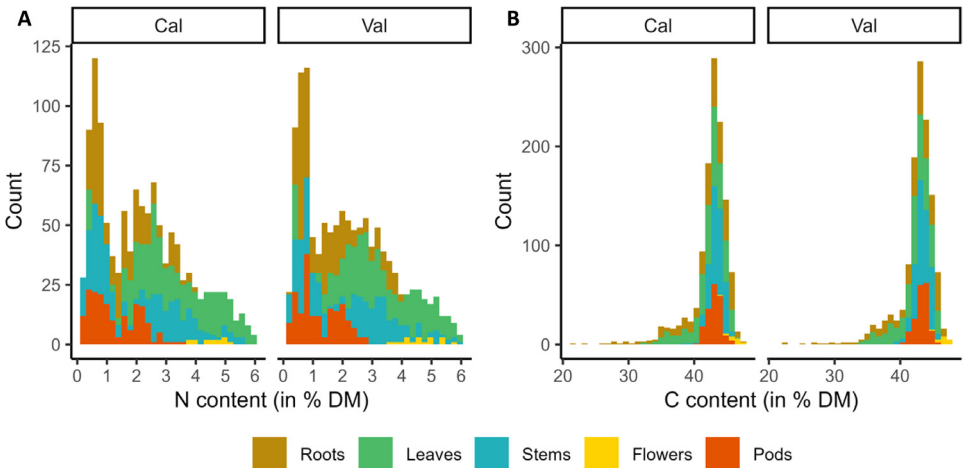 A
Cal
Val
B
Cal
Val
Count
125
100
75
50
25
0
0 1 2 3 4 5 6
0 1 2 3 4 5 6
N content (in % DM)
Count
300
200
100
0
20 30 40
20 30 40
C content (in % DM)
Roots Leaves Stems Flowers Pods